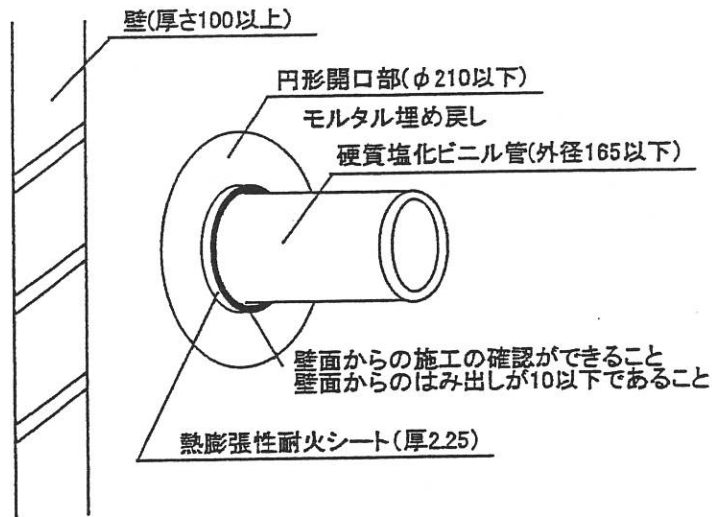 壁(厚さ100以上)
円形開口部(φ210以下)
モルタル埋め戻し
硬質塩化ビニル管(外径165以下)
壁面からの施工の確認ができること
壁面からのはみ出しが10以下であること
熱膨張性耐火シート(厚2.25)